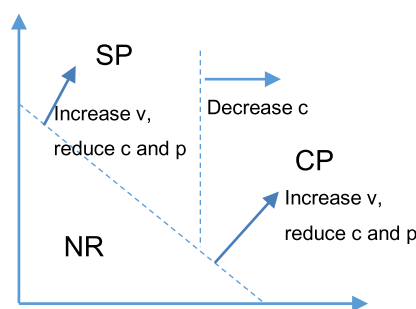 SP
Increase v,
reduce c and p
Decrease c
CP
Increase v,
reduce c and p
NR